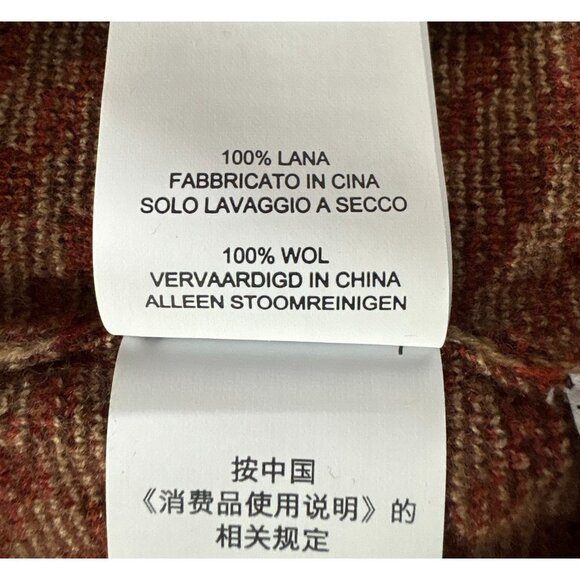 100% LANA
FABBRICATO IN CINA
SOLO LAVAGGIO A SECCO
100% WOL
VERVAARDIGD IN CHINA
ALLEEN STOOMREINIGEN
按中国
《消费品使用说明》的
相关规定